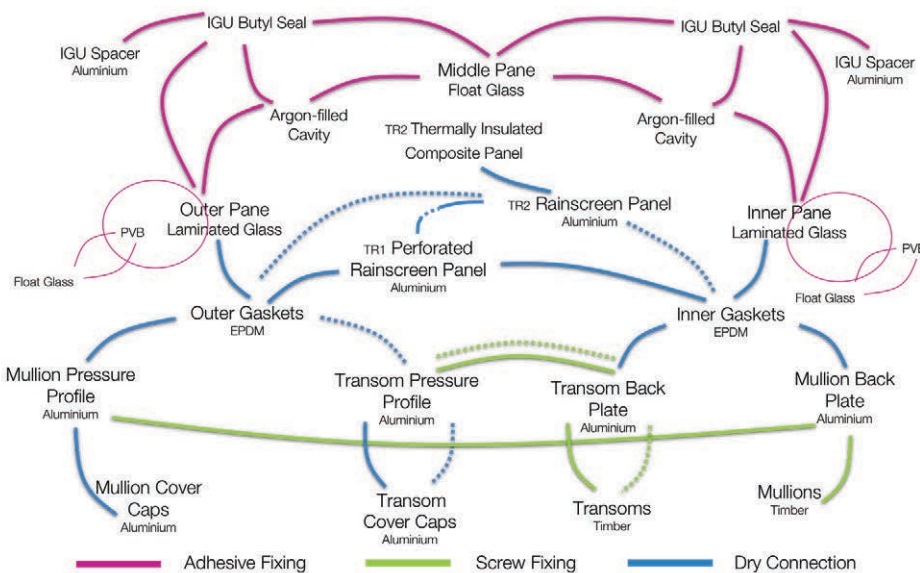 IGU Butyl Seal
IGU Butyl Seal
IGU Spacer
Aluminium
Middle Pane
Float Glass
IGU Spacer
Aluminium
Argon-filled
Cavity
Argon-filled
Cavity
TR2 Thermally Insulated
Composite Panel
Outer Pane
Laminated Glass
TR2 Rainscreen Panel
Aluminium
Inner Pane
Laminated Glass
PVB
Float Glass
TR1 Perforated
Rainscreen Panel
Aluminium
PVB
Float Glass
Outer Gaskets
EPDM
Inner Gaskets
EPDM
Mullion Pressure
Profile
Aluminium
Transom Pressure
Profile
Aluminium
Transom Back
Plate
Aluminium
Mullion Back
Plate
Aluminium
Mullion Cover
Caps
Aluminium
Transom
Cover Caps
Aluminium
Transoms
Timber
Mullions
Timber
Adhesive Fixing
Screw Fixing
Dry Connection